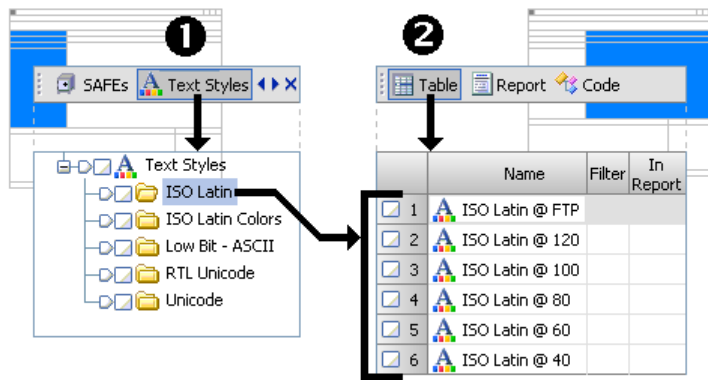 1
2
SAFEs Text Styles
Table Report Code
Text Styles
ISO Latin
ISO Latin Colors
Low Bit - ASCII
RTL Unicode
Unicode
Name Filter In Report
1 ISO Latin @ FTP
2 ISO Latin @ 120
3 ISO Latin @ 100
4 ISO Latin @ 80
5 ISO Latin @ 60
6 ISO Latin @ 40